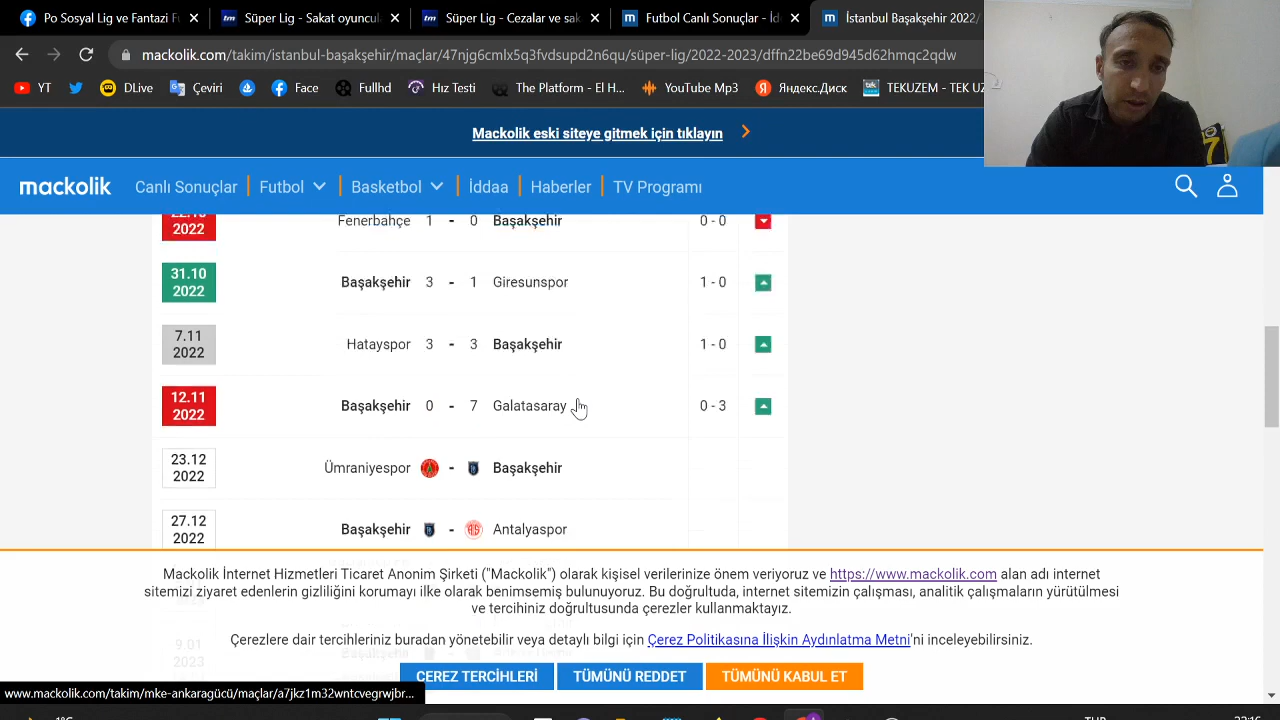 Po Sosyal Lig ve Fantazi F
Süper Lig - Sakat oyuncul
Süper Lig - Cezalar ve sak
Futbol Canlı Sonuçlar - İd
İstanbul Başakşehir 2022/
mackolik.com/takim/istanbul-başakşehir/maçlar/47njg6cmlx5q3fvdsupd2n6qu/süper-lig/2022-2023/dffn22be69d945d62hmqc2qdw
YT
DLive
Çeviri
Face
Fullhd
Hız Testi
The Platform - El H...
YouTube Mp3
Яндекс.Диск
TEKUZEM - TEK UZ
7
Mackolik eski siteye gitmek için tıklayın
mackolik Canlı Sonuçlar Futbol Basketbol İddaa Haberler TV Programı
2022 Fenerbahçe 1 - 0 Başakşehir 0 - 0
31.10
2022 Başakşehir 3 - 1 Giresunspor 1 - 0
7.11
2022 Hatayspor 3 - 3 Başakşehir 1 - 0
12.11
2022 Başakşehir 0 - 7 Galatasaray 0 - 3
23.12
2022 Ümraniyespor - Başakşehir
27.12
2022 Başakşehir - Antalyaspor
Mackolik İnternet Hizmetleri Ticaret Anonim Şirketi ("Mackolik") olarak kişisel verilerinize önem veriyoruz ve https://www.mackolik.com alan adı internet
sitemizi ziyaret edenlerin gizliliğini korumayı ilke olarak benimsemiş bulunuyoruz. Bu doğrultuda, internet sitemizin çalışması, analitik çalışmaların yürütülmesi
ve tercihiniz doğrultusunda çerezler kullanmaktayız.
Çerezlere dair tercihleriniz buradan yönetebilir veya detaylı bilgi için Çerez Politikasına İlişkin Aydınlatma Metni'ni inceleyebilirsiniz.
9.01
2023
ÇEREZ TERCİHLERİ TÜMÜNÜ REDDET TÜMÜNÜ KABUL ET
www.mackolik.com/takim/mke-ankaragücü/maçlar/a7jkz1m32wntcvegrwjbr...